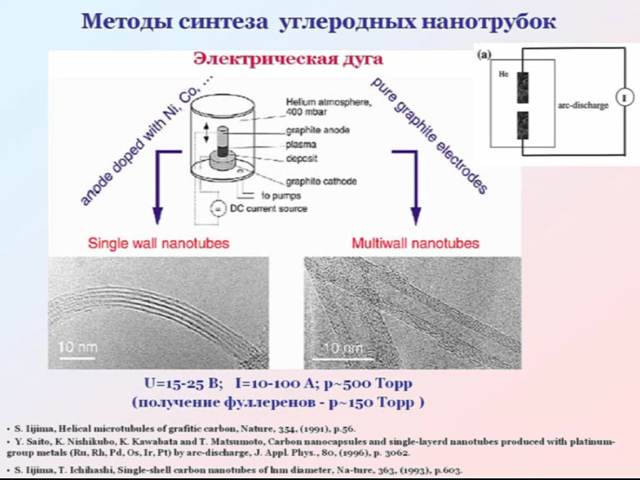 Методы синтеза углеродных нанотрубок
Электрическая дуга
(a)
He
I
arc-discharge
anode doped with Ni, Co, ...
pure graphite electrodes
Helium atmosphere,
400 mbar
graphite anode
plasma
deposit
graphite cathode
to pumps
DC current source
Single wall nanotubes
Multiwall nanotubes
10 nm
10 nm
U=15-25 В; I=10-100 А; p~500 Торр
(получение фуллеренов - p~150 Торр )
• S. Iijima, Helical microtubules of grafitic carbon, Nature, 354, (1991), p.56.
• Y. Saito, K. Nishikubo, K. Kawabata and T. Matsumoto, Carbon nanocapsules and single-layerd nanotubes produced with platinum-
group metals (Ru, Rh, Pd, Os, Ir, Pt) by arc-discharge, J. Appl. Phys., 80, (1996), p. 3062.
• S. Iijima, T. Ichihashi, Single-shell carbon nanotubes of 1nm diameter, Na-ture, 363, (1993), p.603.